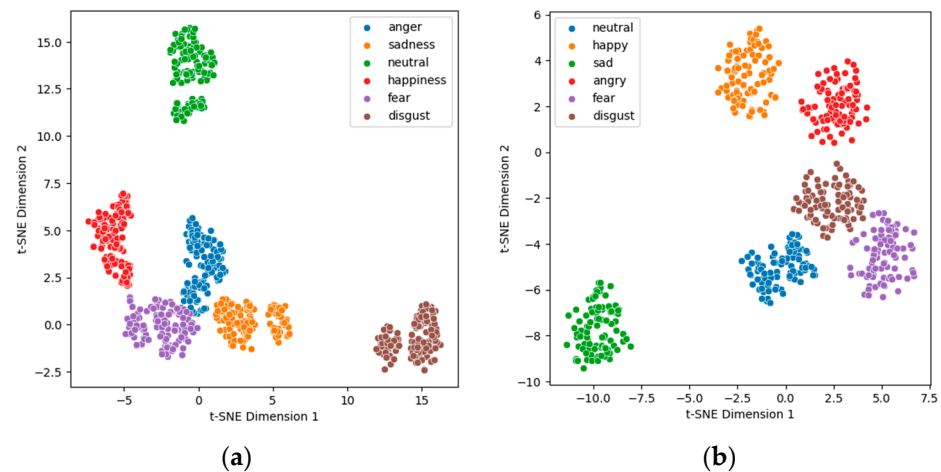 anger
sadness
neutral
happiness
fear
disgust
15.0
12.5
10.0
7.5
5.0
2.5
0.0
−2.5
t-SNE Dimension 2
−5
0
5
10
15
t-SNE Dimension 1
(a)
neutral
happy
sad
angry
fear
disgust
6
4
2
0
−2
−4
−6
−8
−10
t-SNE Dimension 2
−10.0
−7.5
−5.0
−2.5
0.0
2.5
5.0
7.5
t-SNE Dimension 1
(b)